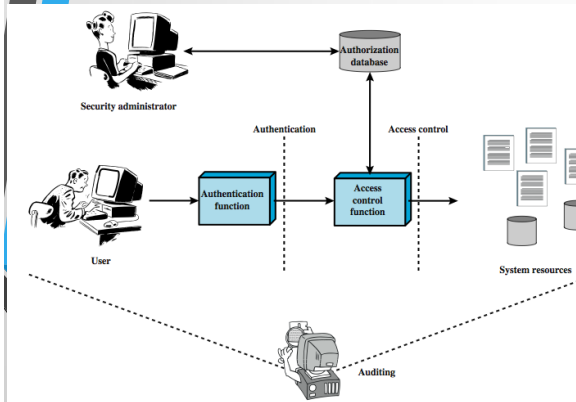 Authorization
database
Security administrator
Authentication
Access control
Authentication
function
Access
control
function
User
System resources
Auditing